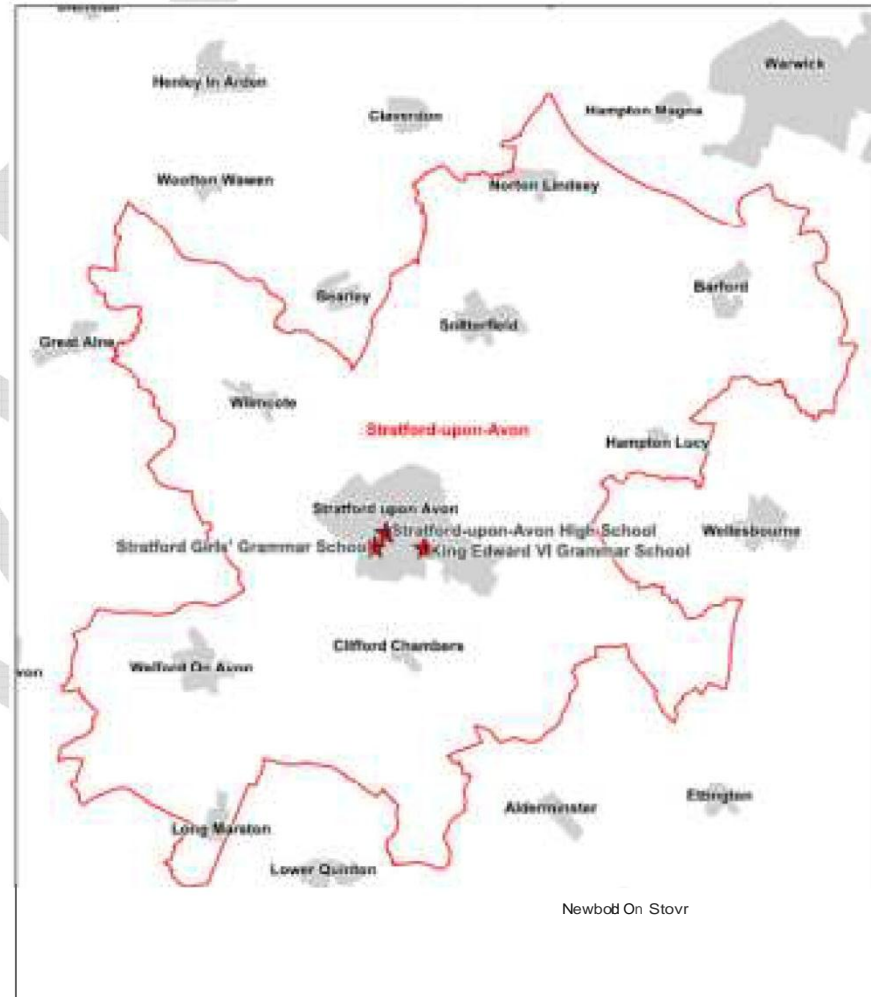 Warwick
Henley In Arden
Hampton Magna
Claverdon
Wootton Wawen
Norton Lindsey
Bearley
Barford
Snitterfield
Great Alne
Wilmcote
Stratford-upon-Avon
Hampton Lucy
Stratford upon Avon
Stratford-upon-Avon High School
Wellesbourne
Stratford Girls' Grammar School
King Edward VI Grammar School
Clifford Chambers
Welford On Avon
von
Ettington
Alderminster
Long Marston
Lower Quinton
Newbold On Stovr